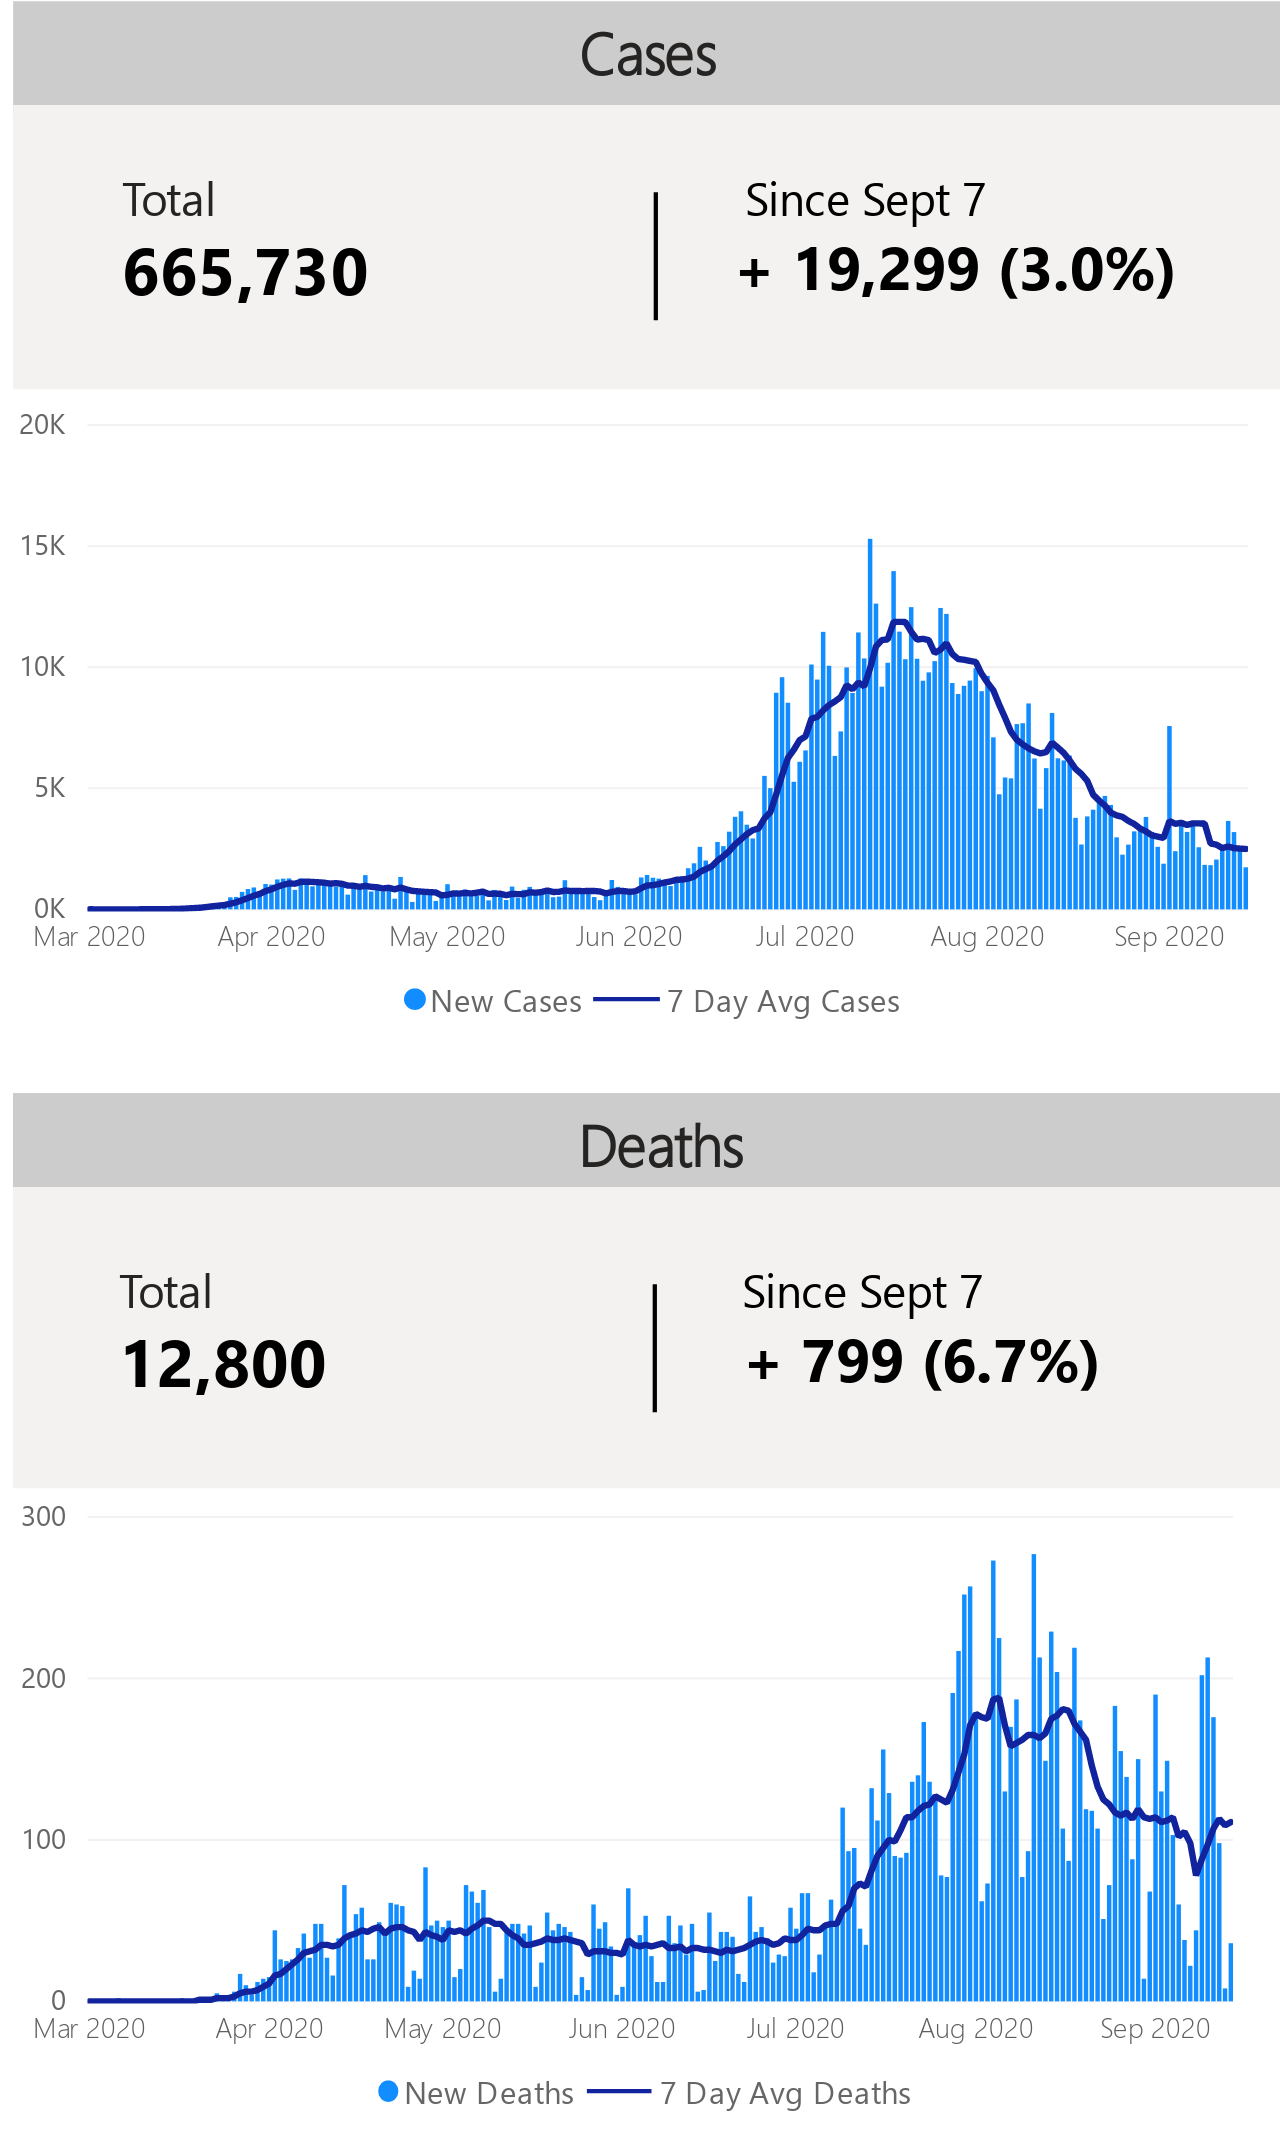 Cases
Total
Since Sept 7
665,730
+ 19,299 (3.0%)
20K
15K
10K
5K
0K
Mar 2020 Apr 2020 May 2020 Jun 2020 Jul 2020 Aug 2020 Sep 2020
New Cases 7 Day Avg Cases
Deaths
Total
Since Sept 7
12,800
+ 799 (6.7%)
300
200
100
0
Mar 2020 Apr 2020 May 2020 Jun 2020 Jul 2020 Aug 2020 Sep 2020
New Deaths 7 Day Avg Deaths